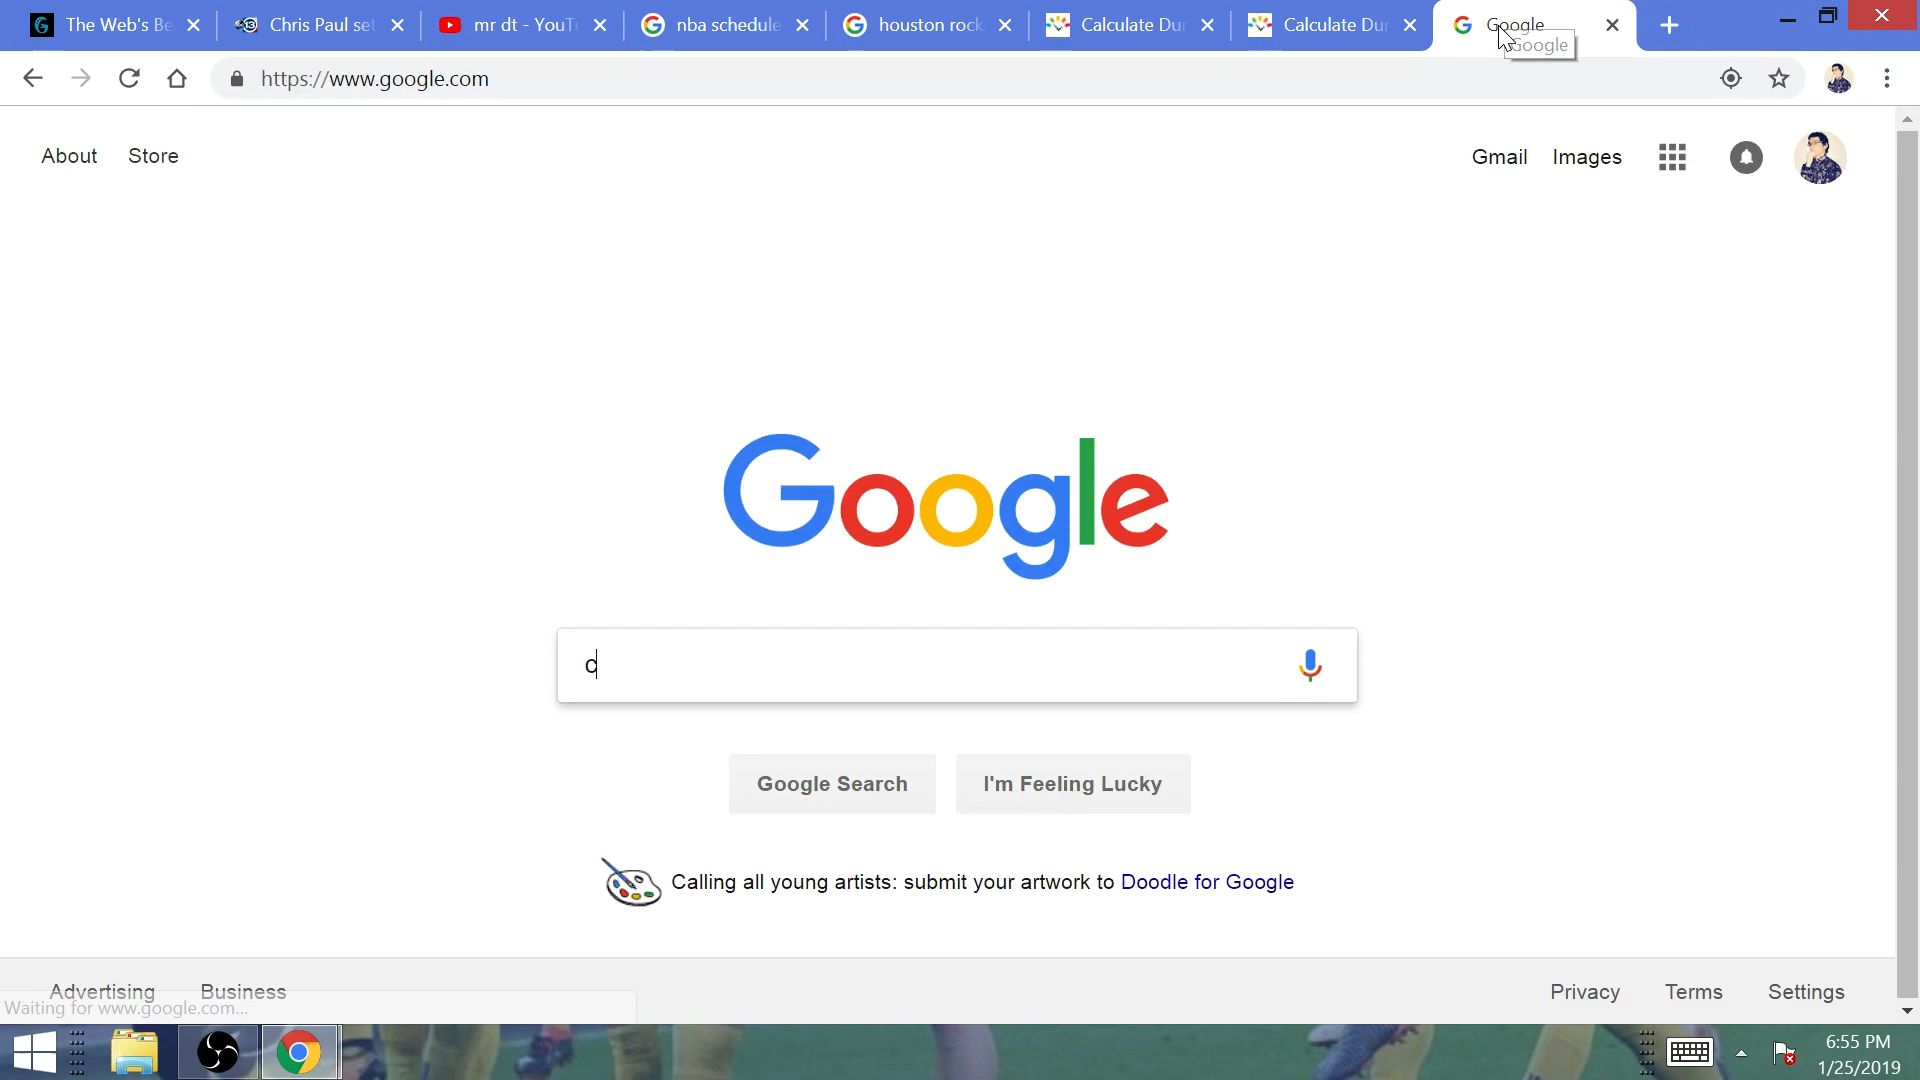 The Web's Be
Chris Paul set
mr dt - YouTu
nba schedule
houston rock
Calculate Dur
Calculate Dur
Google
Google
https://www.google.com
About
Store
Gmail
Images
Google
c
Google Search
I'm Feeling Lucky
Calling all young artists: submit your artwork to Doodle for Google
Advertising
Business
Privacy
Terms
Settings
Waiting for www.google.com...
6:55 PM
1/25/2019